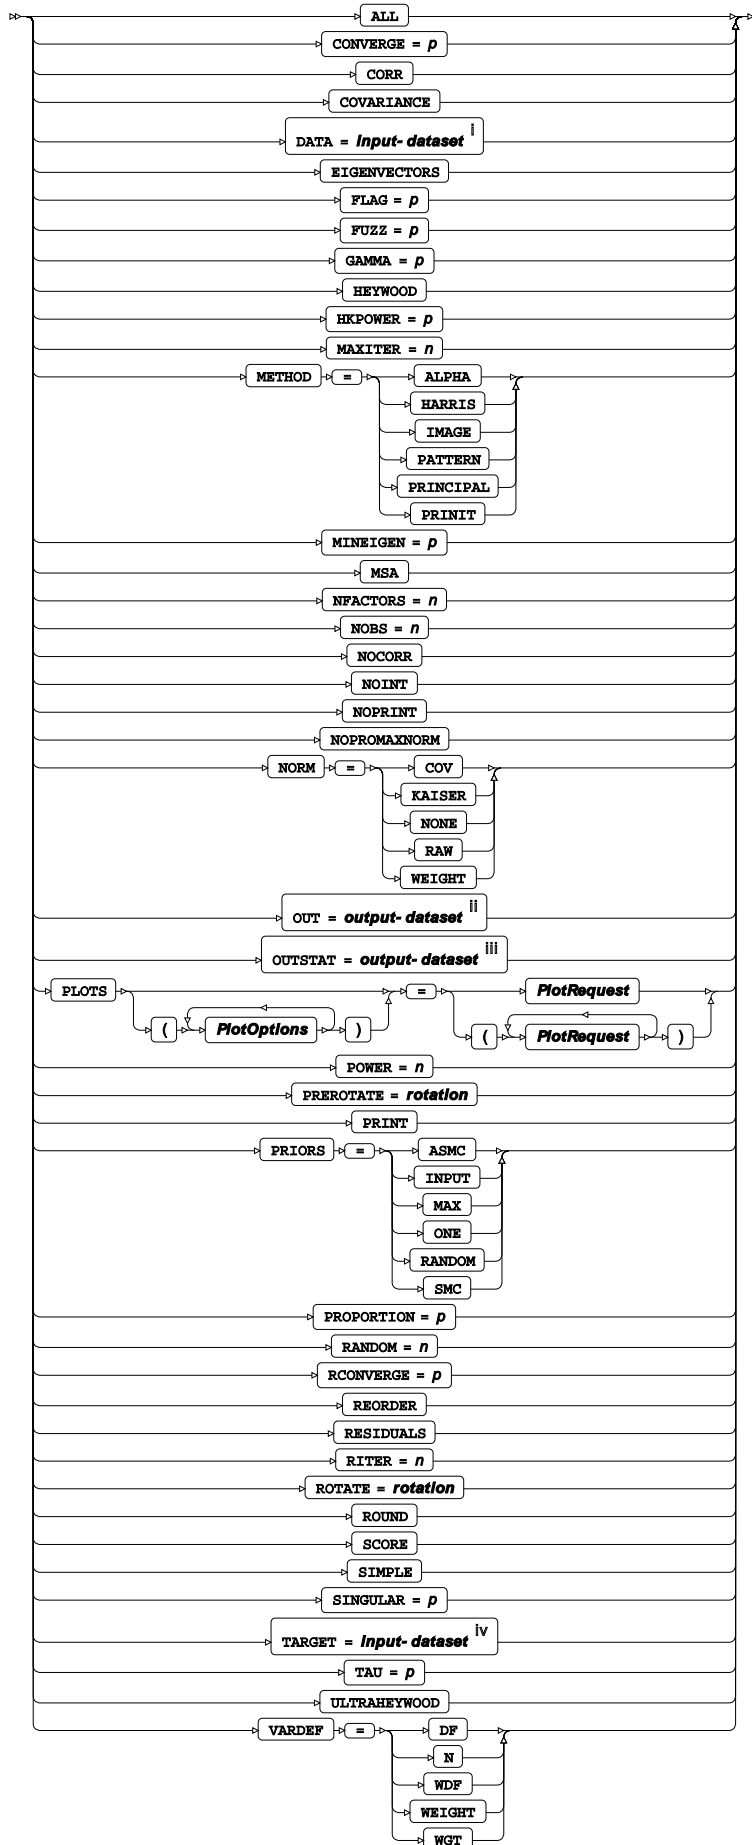 ALL
CONVERGE = p
CORR
COVARIANCE
DATA = input- dataset i
EIGENVECTORS
FLAG = p
FUZZ = p
GAMMA = p
HEYWOOD
HKPOWER = p
MAXITER = n
METHOD = ALPHA
HARRIS
IMAGE
PATTERN
PRINCIPAL
PRINIT
MINEIGEN = p
MSA
NFACTORS = n
NOBS = n
NOCORR
NOINT
NOPRINT
NOPROMAXNORM
NORM = COV
KAISER
NONE
RAW
WEIGHT
OUT = output- dataset ii
OUTSTAT = output- dataset iii
PLOTS = PlotRequest
( PlotOptions ) ( PlotRequest )
POWER = n
PREROTATE = rotation
PRINT
PRIORS = ASMC
INPUT
MAX
ONE
RANDOM
SMC
PROPORTION = p
RANDOM = n
RCONVERGE = p
REORDER
RESIDUALS
RITER = n
ROTATE = rotation
ROUND
SCORE
SIMPLE
SINGULAR = p
TARGET = input- dataset iv
TAU = p
ULTRAHEYWOOD
VARDEF = DF
N
WDF
WEIGHT
WGT